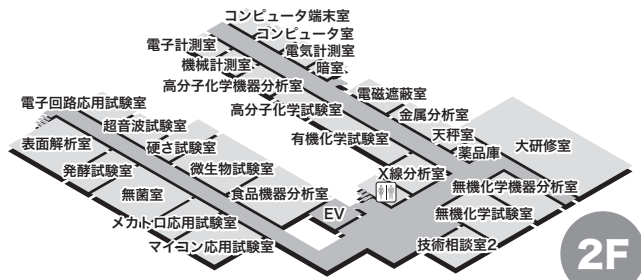 コンピュータ端末室
コンピュータ室
電子計測室
電気計測室
機械計測室
暗室
高分子化学機器分析室
電磁遮蔽室
電子回路応用試験室
高分子化学試験室
金属分析室
超音波試験室
天秤室
表面解析室
硬さ試験室
有機化学試験室
薬品庫
大研修室
発酵試験室
微生物試験室
X線分析室
無菌室
食品機器分析室
無機化学機器分析室
メカトロ応用試験室
EV
無機化学試験室
マイコン応用試験室
技術相談室2
2F